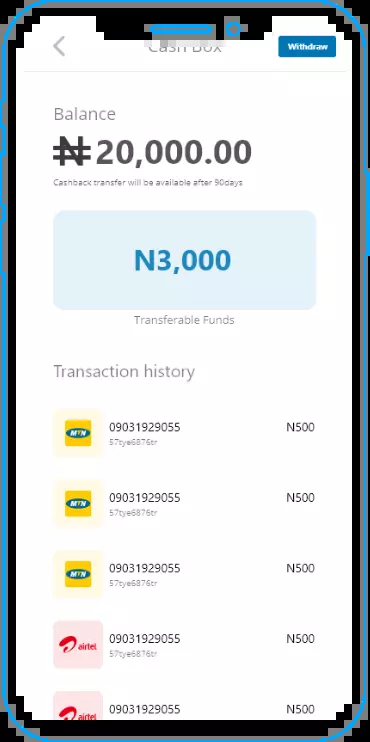 Cash Box
Withdraw
Balance
₦ 20,000.00
Cashback transfer will be available after 90days
N3,000
Transferable Funds
Transaction history
MTN
09031929055
N500
57tye6876tr
MTN
09031929055
N500
57tye6876tr
MTN
09031929055
N500
57tye6876tr
airtel
09031929055
N500
57tye6876tr
airtel
09031929055
N500